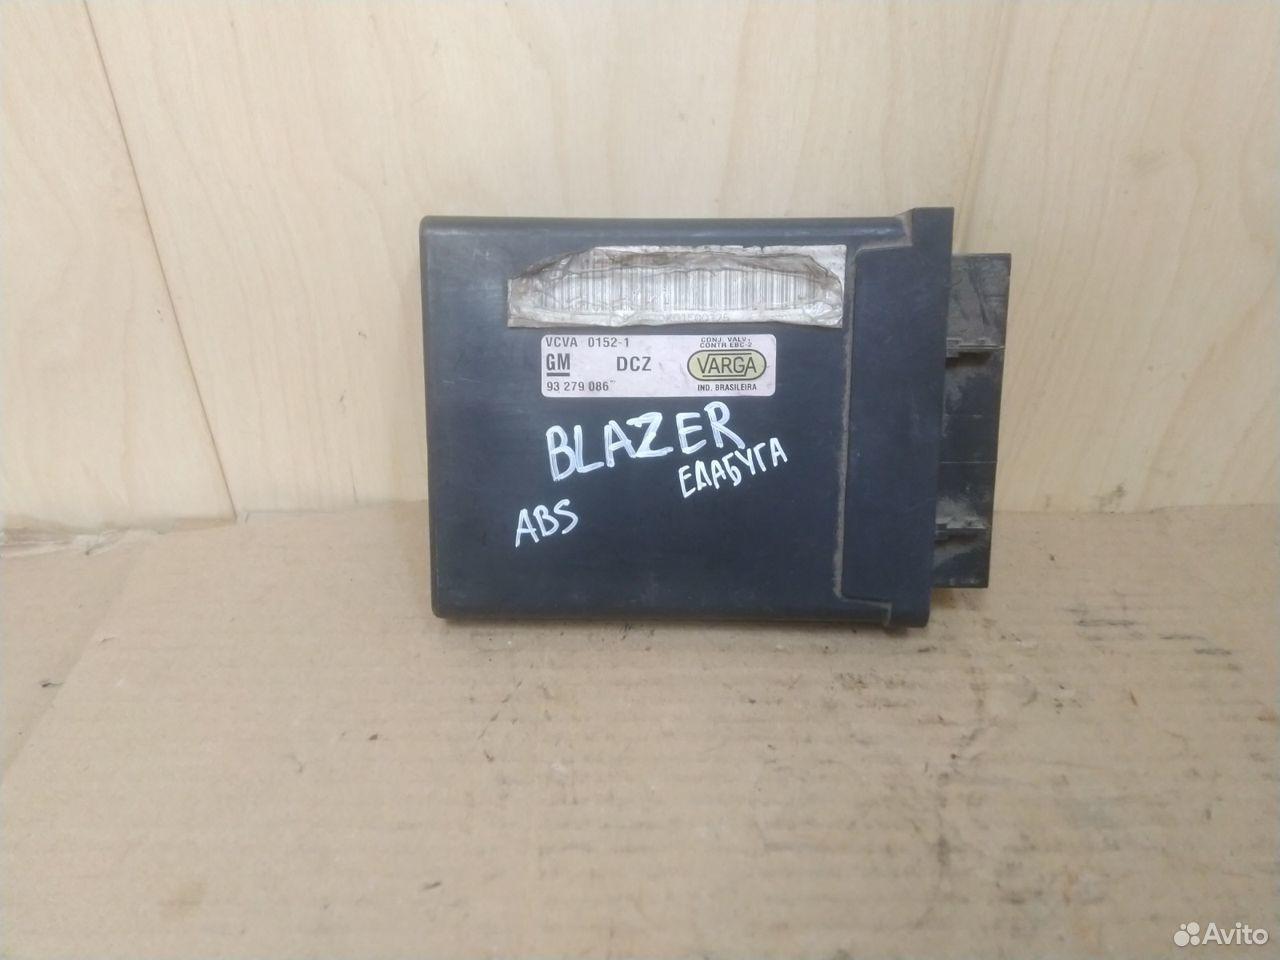 VCVA 0152-1
CONJ. VALV.
CONTR EBC-2
GM DCZ VARGA
93 279 086
IND. BRASILEIRA
BLAZER
ЕЛАБУГА
ABS
Avito